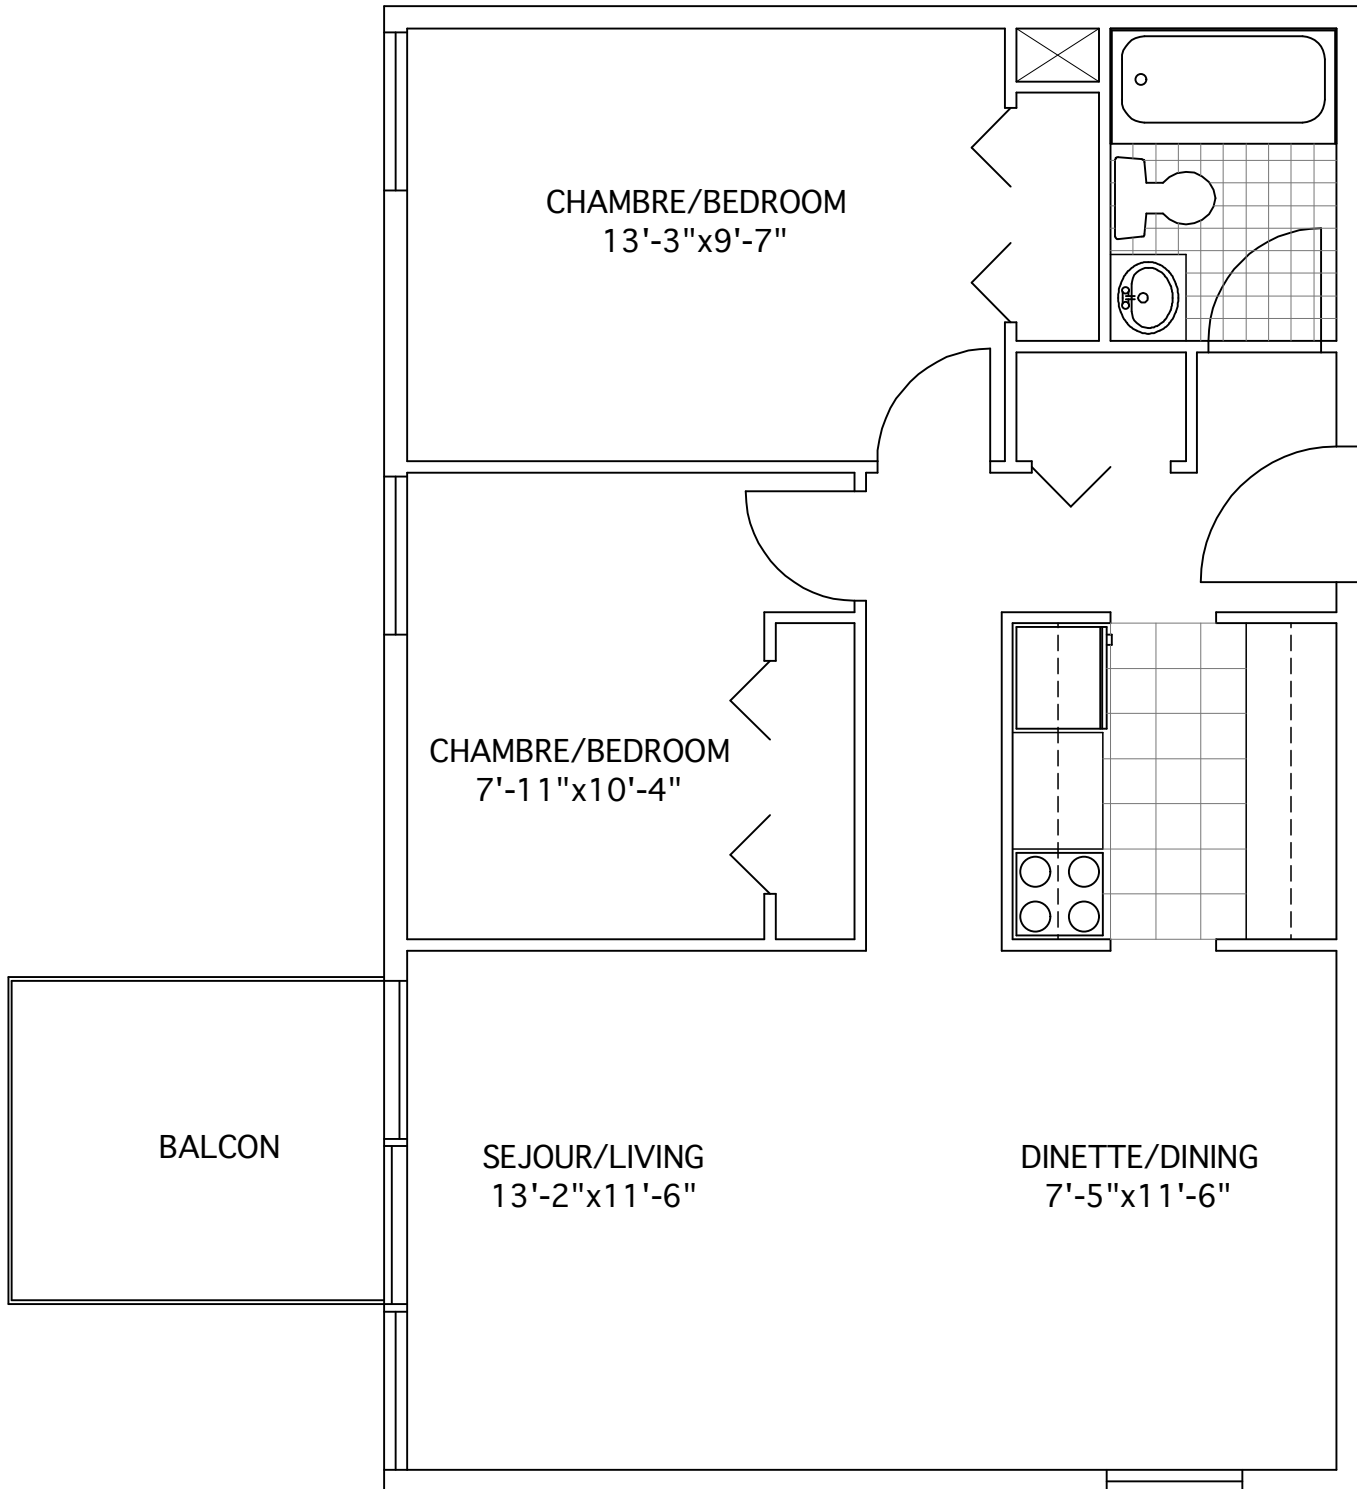 CHAMBRE/BEDROOM
13'-3"x9'-7"
CHAMBRE/BEDROOM
7'-11"x10'-4"
BALCON
SEJOUR/LIVING
13'-2"x11'-6"
DINETTE/DINING
7'-5"x11'-6"